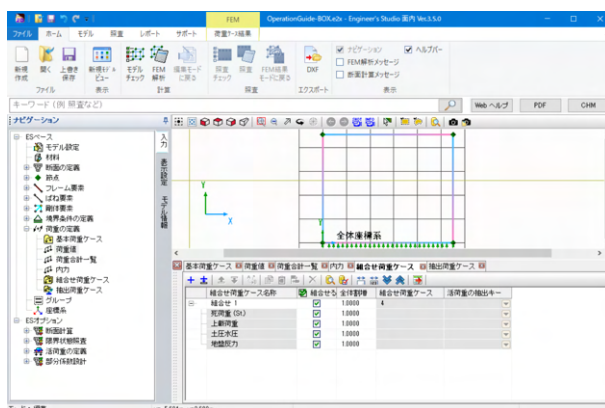 FEM
OperationGuide-BOX.e2x - Engineer's Studio 面内 Ver.3.5.0
ファイル ホーム モデル 照査 レポート サポート 荷重ケース結果
新規作成 開く 上書き保存 新規モデルビュー モデルチェック FEM解析 編集モードに戻る 照査チェック 照査 FEM結果モードに戻る DXF
ナビゲーション ヘルプバー
FEM解析メッセージ
断面計算メッセージ
ファイル 表示 計算 照査 エクスポート 表示
キーワード (例 照査など) Web ヘルプ PDF CHM
ナビゲーション
入力
表示設定
モデル情報
ESベース
モデル設定
材料
断面の定義
節点
フレーム要素
ばね要素
剛体要素
境界条件の定義
荷重の定義
基本荷重ケース
荷重値
荷重合計一覧
内力
組合せ荷重ケース
抽出荷重ケース
グループ
座標系
ESオプション
断面計算
限界状態照査
活荷重の定義
部分係数設計
Y
X
Y
全体座標系
基本荷重ケース 荷重値 荷重合計一覧 内力 組合せ荷重ケース 抽出荷重ケース
組合せ荷重ケース名称 組合せる 全体割増 組合せ荷重ケース 活荷重の抽出キー
組合せ 1 1.0000 4
死荷重 (St) 1.0000
上載荷重 1.0000
土圧水圧 1.0000
地盤反力 1.0000